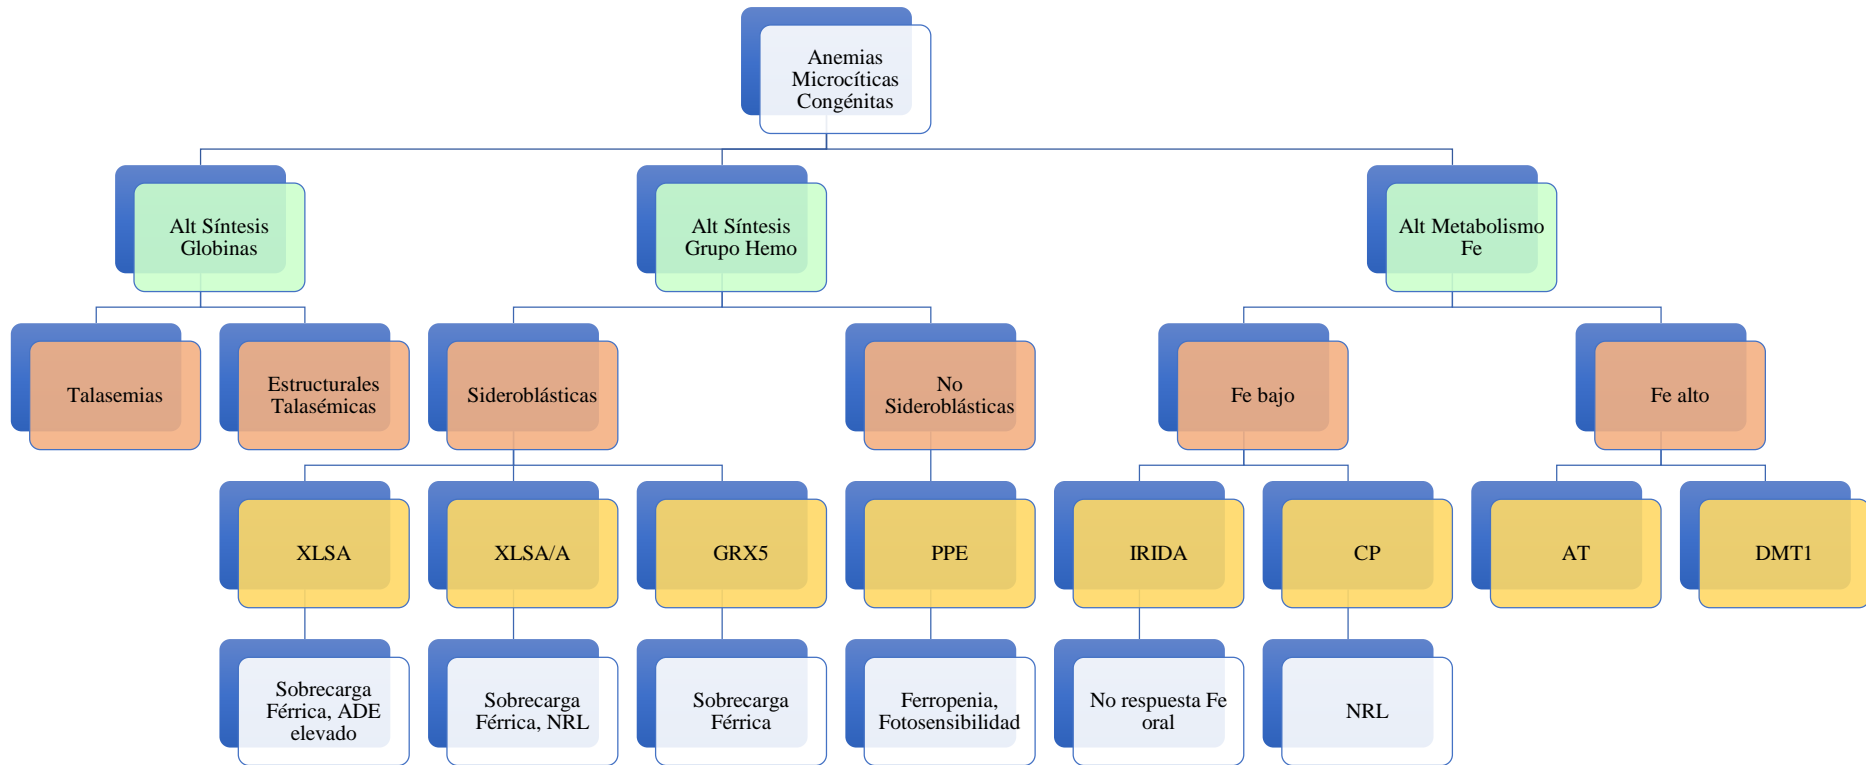 Anemias
Microcíticas
Congénitas
Alt Síntesis
Globinas
Alt Síntesis
Grupo Hemo
Alt Metabolismo
Fe
Talasemias
Estructurales
Talasémicas
Sideroblásticas
No
Sideroblásticas
Fe bajo
Fe alto
XLSA
XLSA/A
GRX5
PPE
IRIDA
CP
AT
DMT1
Sobrecarga
Férrica, ADE
elevado
Sobrecarga
Férrica, NRL
Sobrecarga
Férrica
Ferropenia,
Fotosensibilidad
No respuesta Fe
oral
NRL